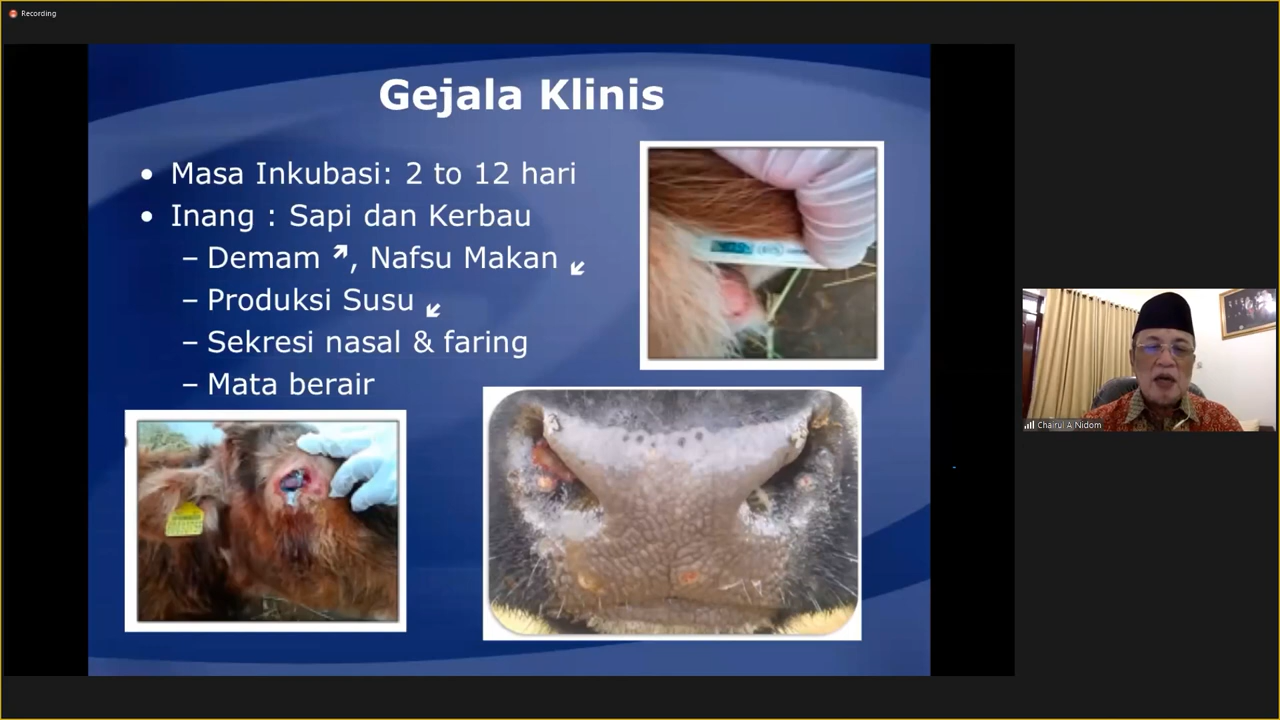 Recording
Gejala Klinis
• Masa Inkubasi: 2 to 12 hari
• Inang : Sapi dan Kerbau
– Demam ↗, Nafsu Makan ↙
– Produksi Susu ↙
– Sekresi nasal & faring
– Mata berair
Chairul A Nidom